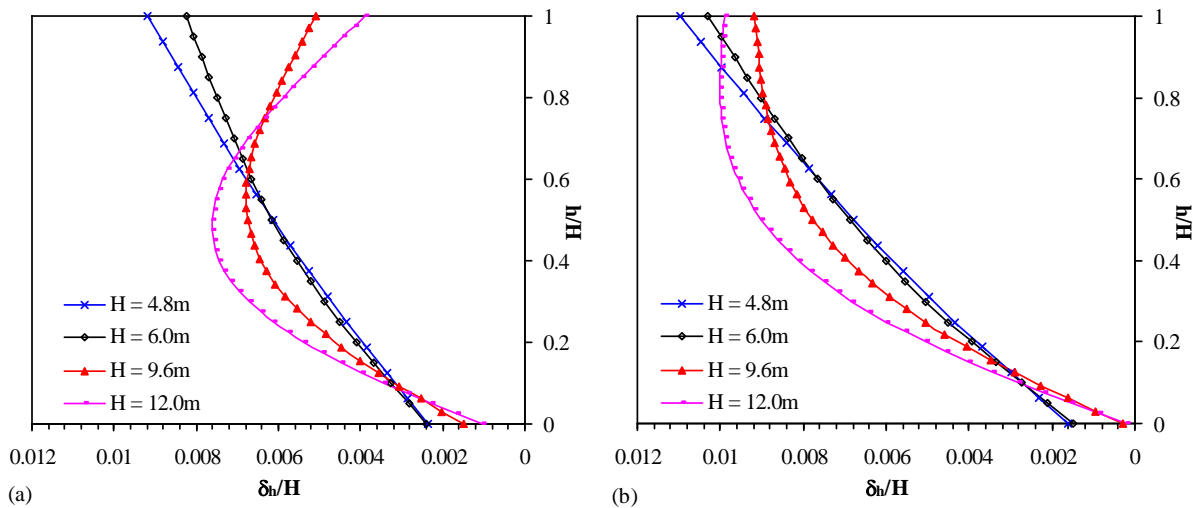 1
0.8
0.6
0.4
0.2
0
h/H
H = 4.8m
H = 6.0m
H = 9.6m
H = 12.0m
0.012 0.01 0.008 0.006 0.004 0.002 0
(a)
δh/H
1
0.8
0.6
0.4
0.2
0
h/H
H = 4.8m
H = 6.0m
H = 9.6m
H = 12.0m
0.012 0.01 0.008 0.006 0.004 0.002 0
(b)
δh/H